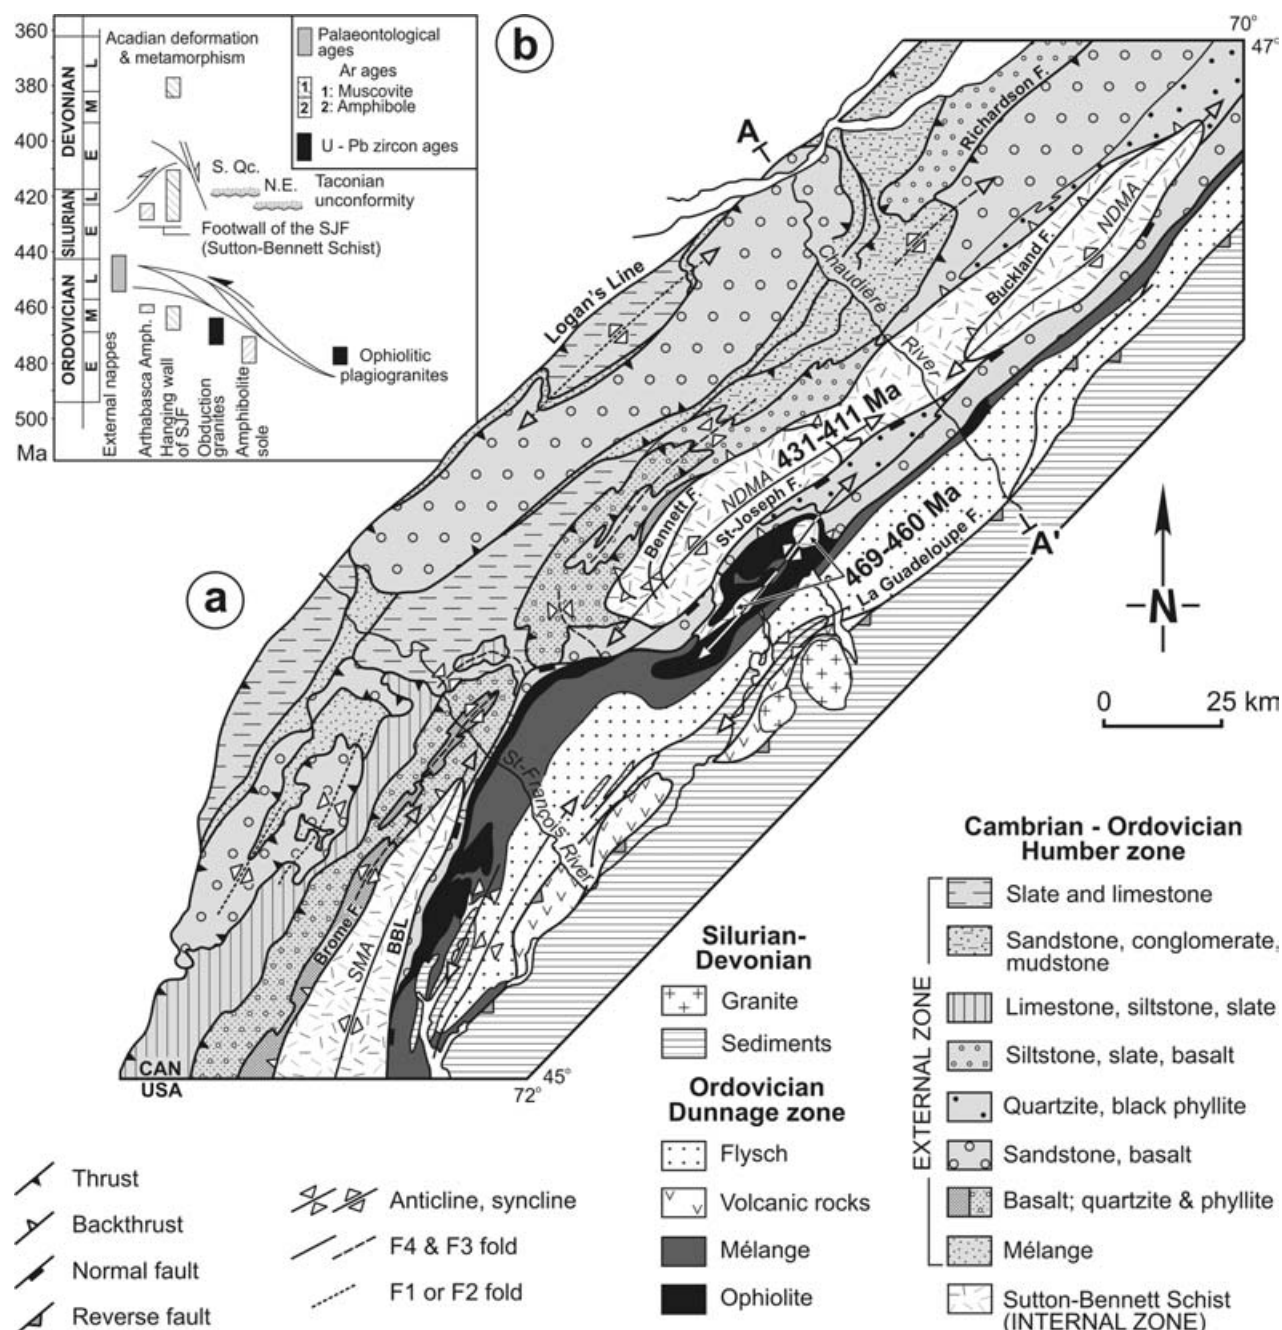 360
380
400
420
440
460
480
500
Ma
DEVONIAN
SILURIAN
ORDOVICIAN
L
M
E
L
E
L
M
E
Acadian deformation
& metamorphism
Palaeontological
ages
Ar ages
1 1: Muscovite
2 2: Amphibole
U - Pb zircon ages
S. Qc.
N.E.
Taconian
unconformity
Footwall of the SJF
(Sutton-Bennett Schist)
Ophiolitic
plagiogranites
External nappes
Arthabasca Amph.
Hanging wall
of SJF
Obduction
granites
Amphibolite
sole
b
a
70°
47°
A
Richardson F.
Logan's Line
Chaudière
River
Buckland F.
NDMA
431-411 Ma
NDMA
Bennett F.
St-Joseph F.
469-460 Ma
La Guadeloupe F.
A'
N
0 25 km
St-François River
Brome F.
SMA
BBL
CAN
USA
45°
72°
Thrust
Backthrust
Normal fault
Reverse fault
Anticline, syncline
F4 & F3 fold
F1 or F2 fold
Silurian-
Devonian
Granite
Sediments
Ordovician
Dunnage zone
Flysch
Volcanic rocks
Mélange
Ophiolite
Cambrian - Ordovician
Humber zone
EXTERNAL ZONE
Slate and limestone
Sandstone, conglomerate,
mudstone
Limestone, siltstone, slate
Siltstone, slate, basalt
Quartzite, black phyllite
Sandstone, basalt
Basalt; quartzite & phyllite
Mélange
Sutton-Bennett Schist
(INTERNAL ZONE)